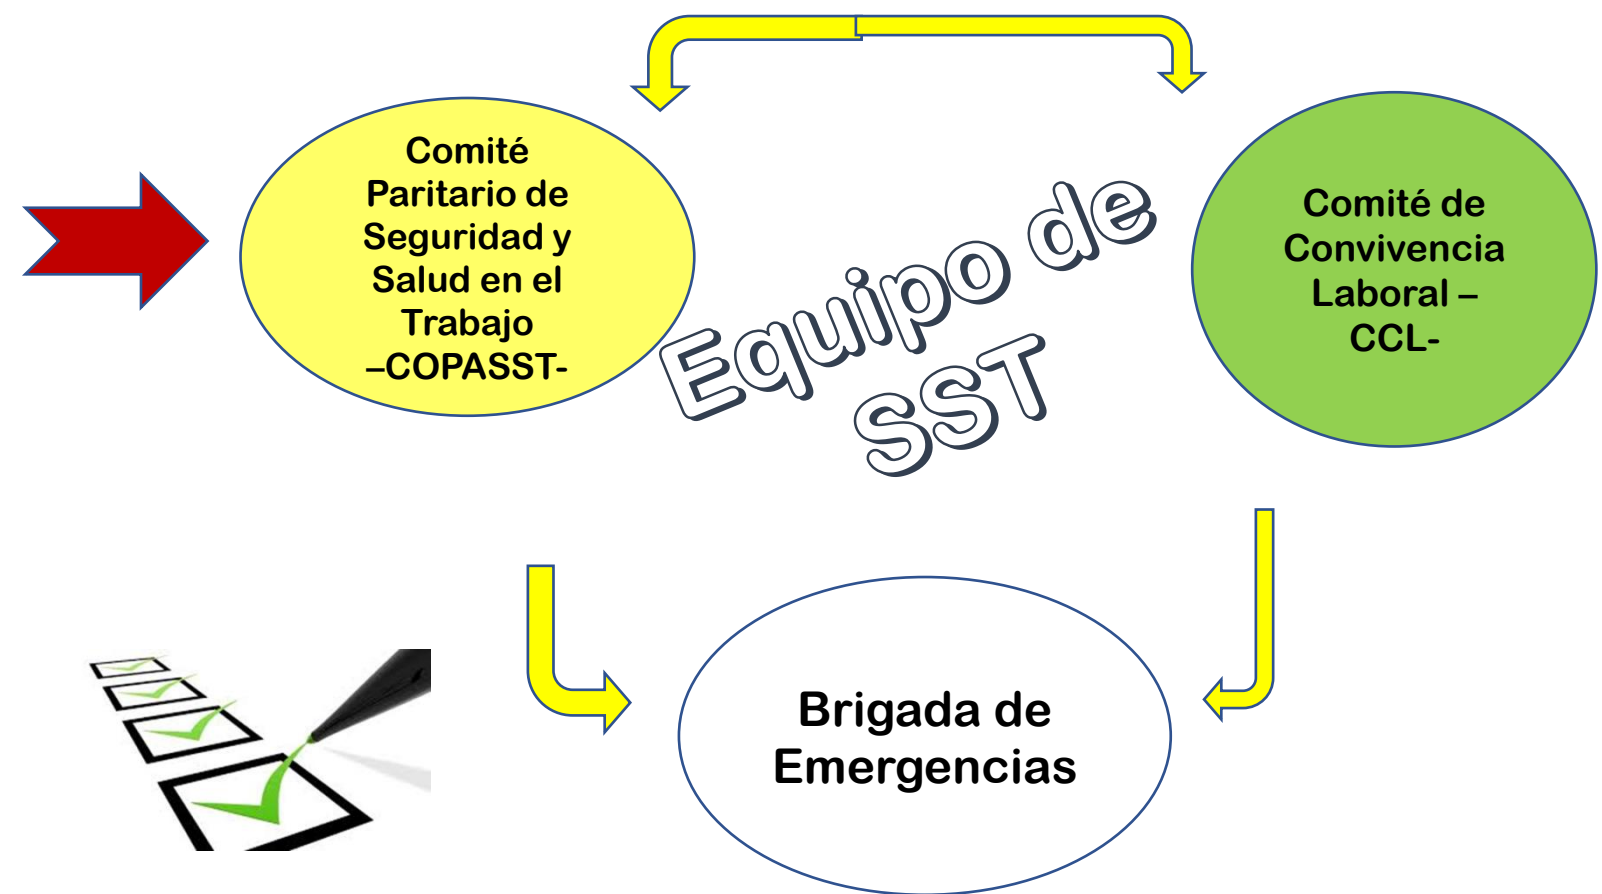 Comité
Paritario de
Seguridad y
Salud en el
Trabajo
–COPASST-
Equipo de
SST
Comité de
Convivencia
Laboral –
CCL-
Brigada de
Emergencias